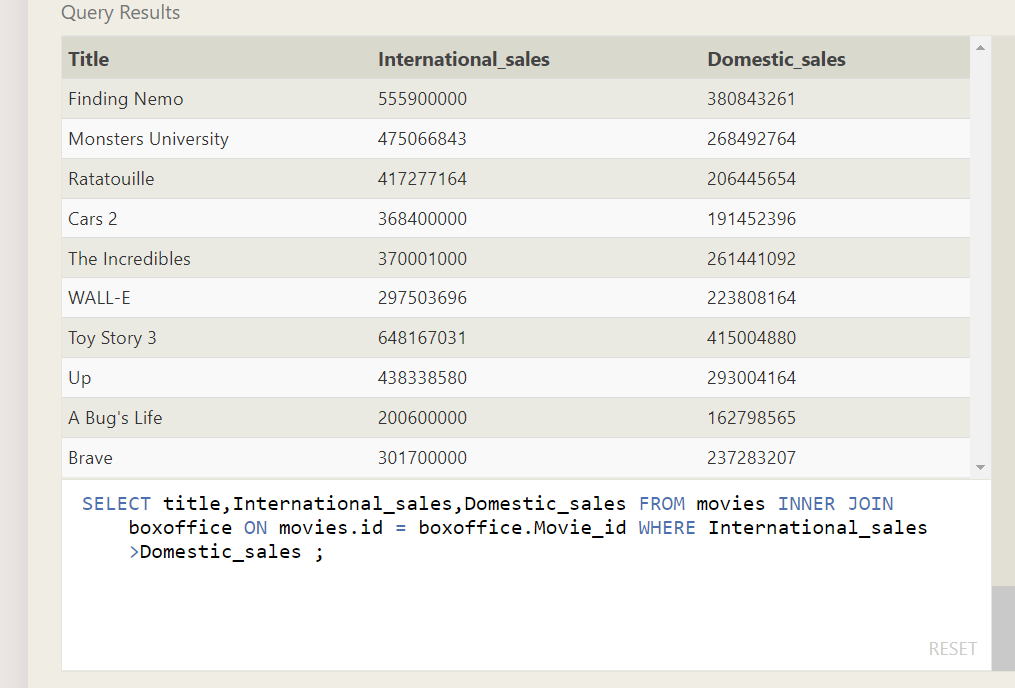 Query Results
Title International_sales Domestic_sales
Finding Nemo 555900000 380843261
Monsters University 475066843 268492764
Ratatouille 417277164 206445654
Cars 2 368400000 191452396
The Incredibles 370001000 261441092
WALL-E 297503696 223808164
Toy Story 3 648167031 415004880
Up 438338580 293004164
A Bug's Life 200600000 162798565
Brave 301700000 237283207
SELECT title,International_sales,Domestic_sales FROM movies INNER JOIN
boxoffice ON movies.id = boxoffice.Movie_id WHERE International_sales
>Domestic_sales ;
RESET